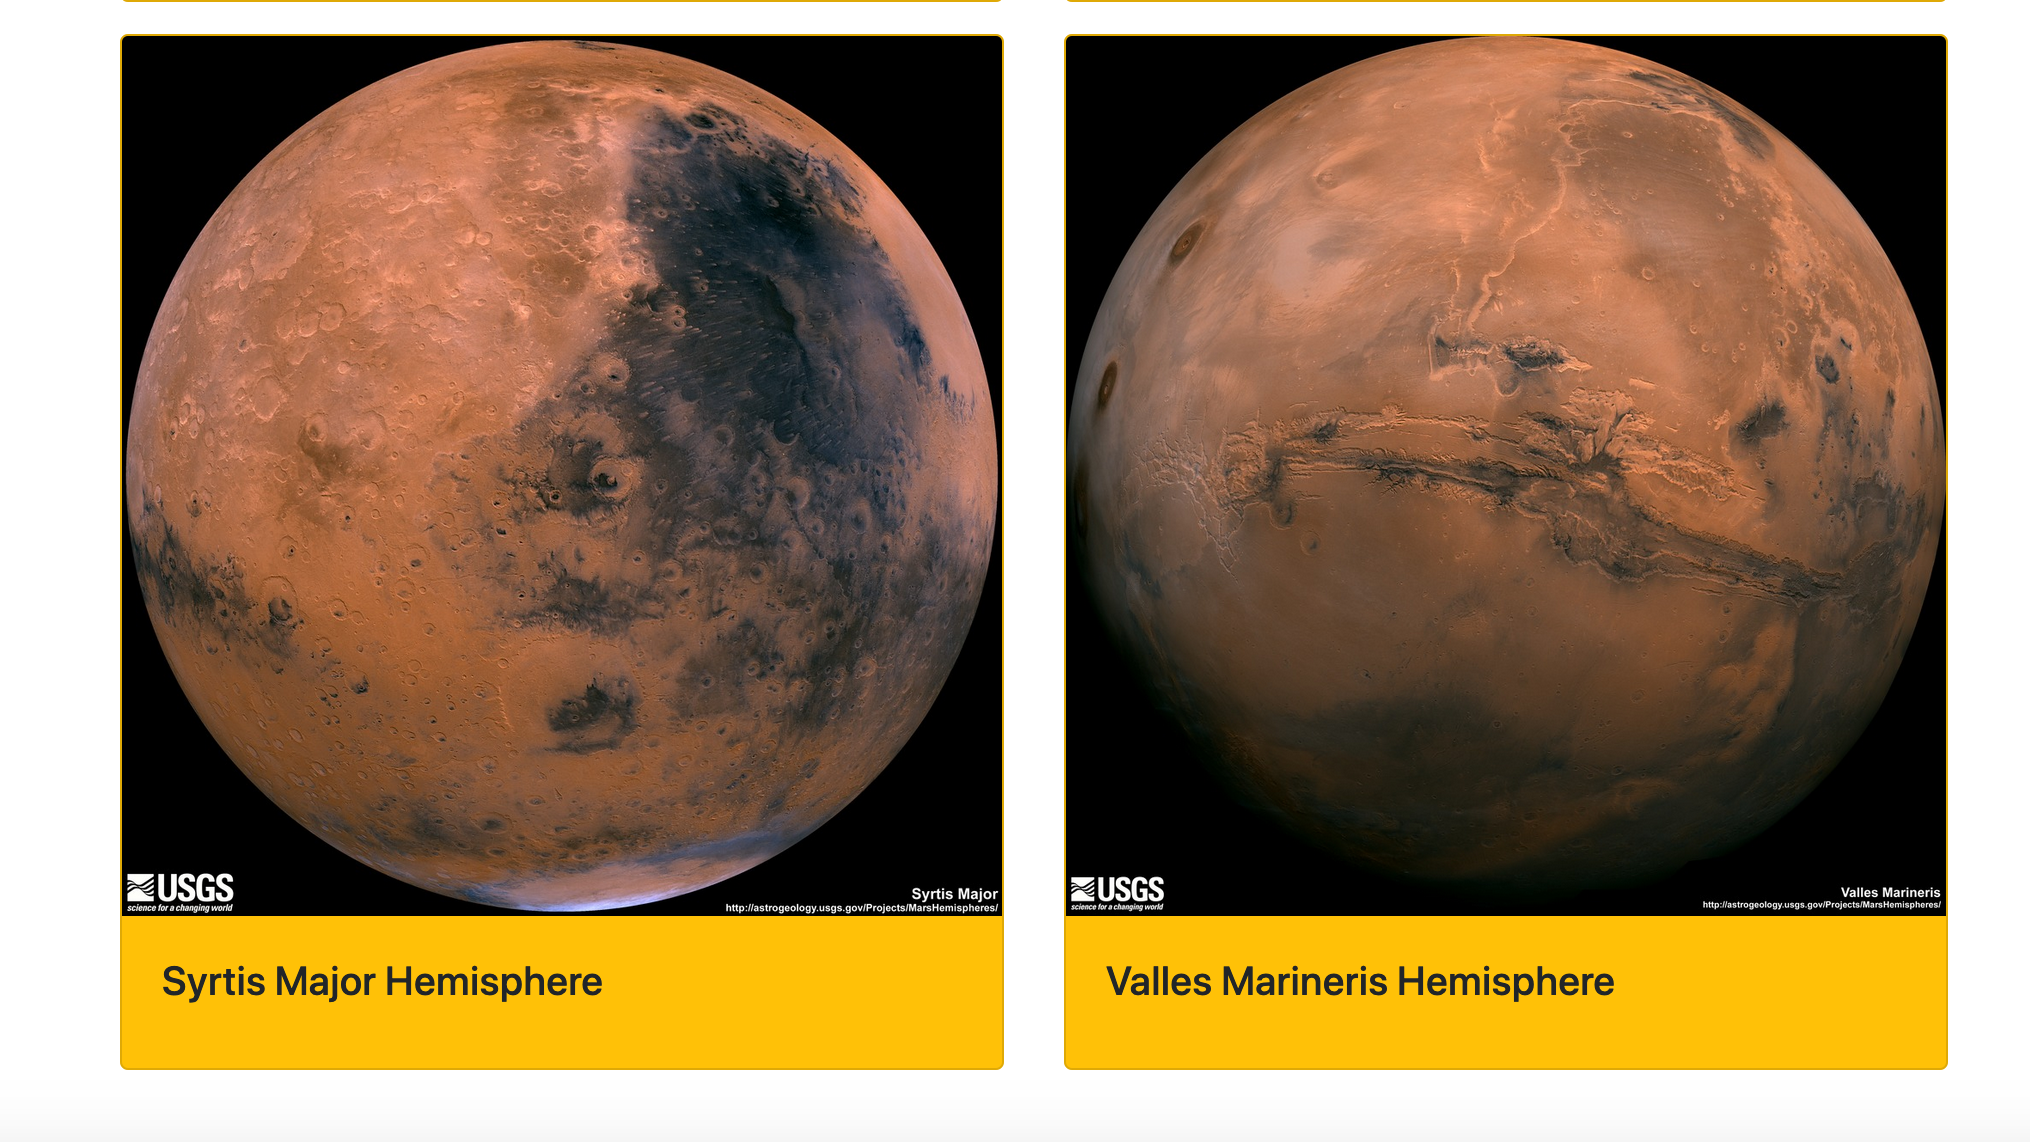 USGS
science for a changing world
Syrtis Major
http://astrogeology.usgs.gov/Projects/MarsHemispheres/
Syrtis Major Hemisphere
USGS
science for a changing world
Valles Marineris
http://astrogeology.usgs.gov/Projects/MarsHemispheres/
Valles Marineris Hemisphere